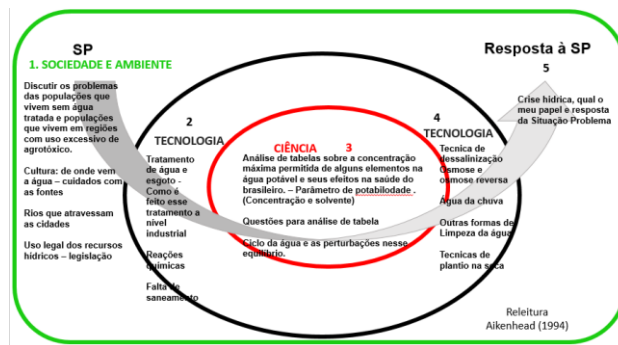 SP
1. SOCIEDADE E AMBIENTE
Discutir os problemas
das populações que
vivem sem água
tratada e populações
que vivem em regiões
com uso excessivo de
agrotóxico.
Cultura: de onde vem
a água – cuidados com
as fontes
Rios que atravessam
as cidades
Uso legal dos recursos
hídricos – legislação
2
TECNOLOGIA
Tratamento
de água e
esgoto -
Como é
feito esse
tratamento a
nível
industrial
Reações
químicas
Falta de
saneamento
CIÊNCIA 3
Análise de tabelas sobre a concentração
máxima permitida de alguns elementos na
água potável e seus efeitos na saúde do
brasileiro. – Parâmetro de potabilodade .
(Concentração e solvente)
Questões para análise de tabela
Ciclo da água e as perturbações nesse
equilíbrio.
4
TECNOLOGIA
Tecnica de
dessalinização
Osmose e
osmose reversa
Água da chuva
Outras formas de
Limpeza da água
Tecnicas de
plantio na seca
Resposta à SP
5
Crise hídrica, qual o
meu papel e resposta
da Situação Problema
Releitura
Aikenhead (1994)